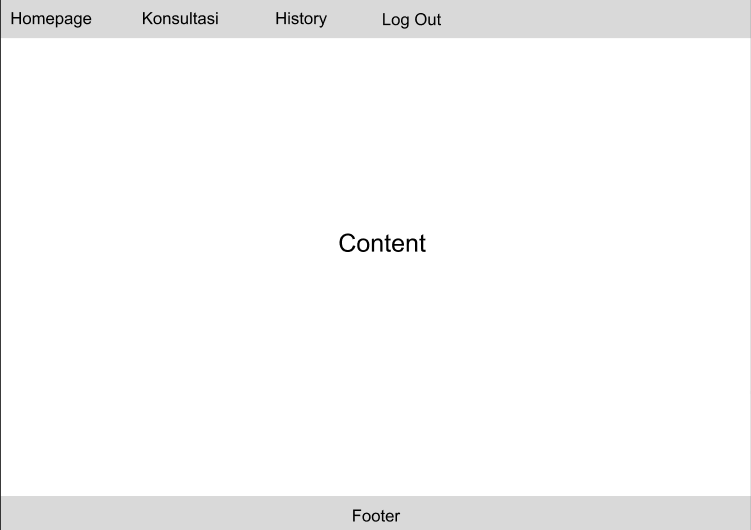 Homepage Konsultasi History Log Out
Content
Footer